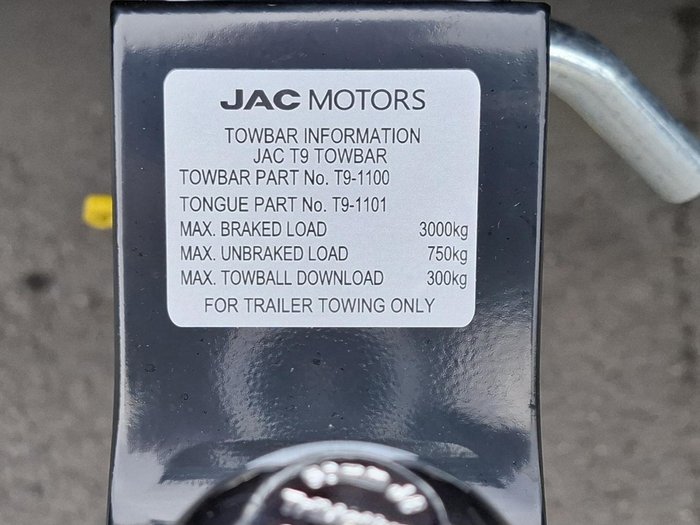 JAC MOTORS
TOWBAR INFORMATION
JAC T9 TOWBAR
TOWBAR PART No. T9-1100
TONGUE PART No. T9-1101
MAX. BRAKED LOAD 3000kg
MAX. UNBRAKED LOAD 750kg
MAX. TOWBALL DOWNLOAD 300kg
FOR TRAILER TOWING ONLY